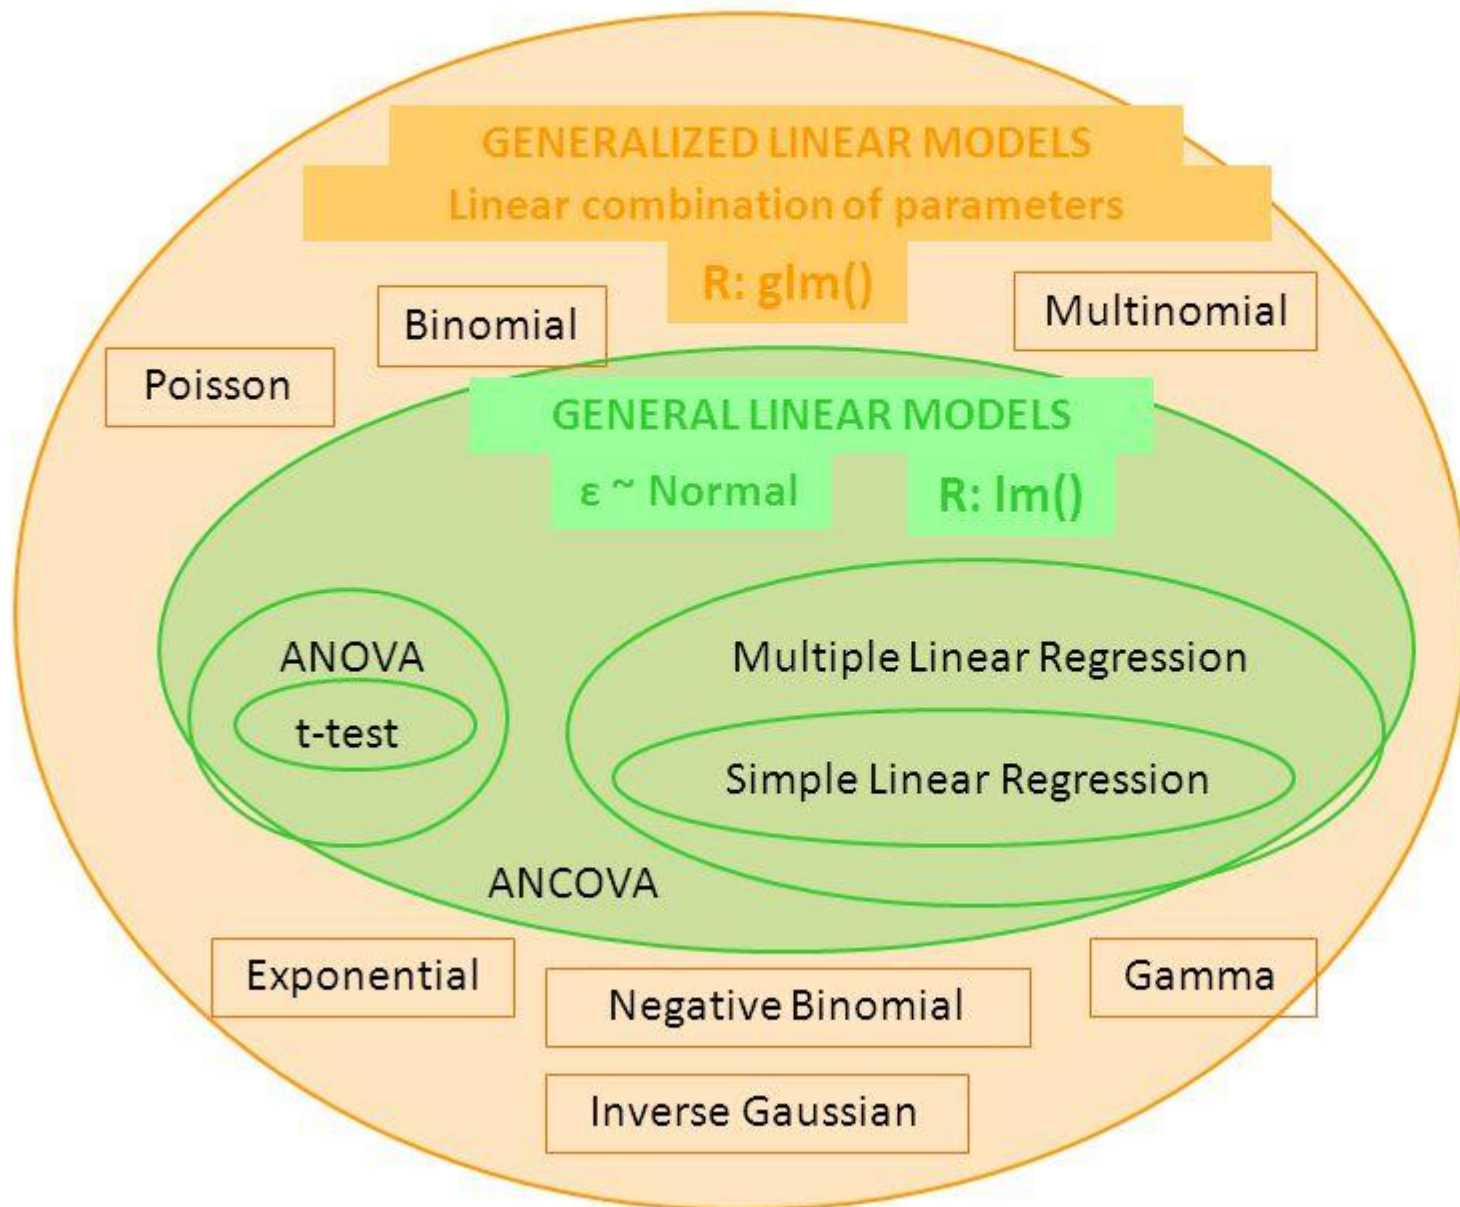 GENERALIZED LINEAR MODELS
Linear combination of parameters
R: glm()
Binomial
Multinomial
Poisson
GENERAL LINEAR MODELS
ε ~ Normal
R: lm()
ANOVA
Multiple Linear Regression
t-test
Simple Linear Regression
ANCOVA
Exponential
Negative Binomial
Gamma
Inverse Gaussian